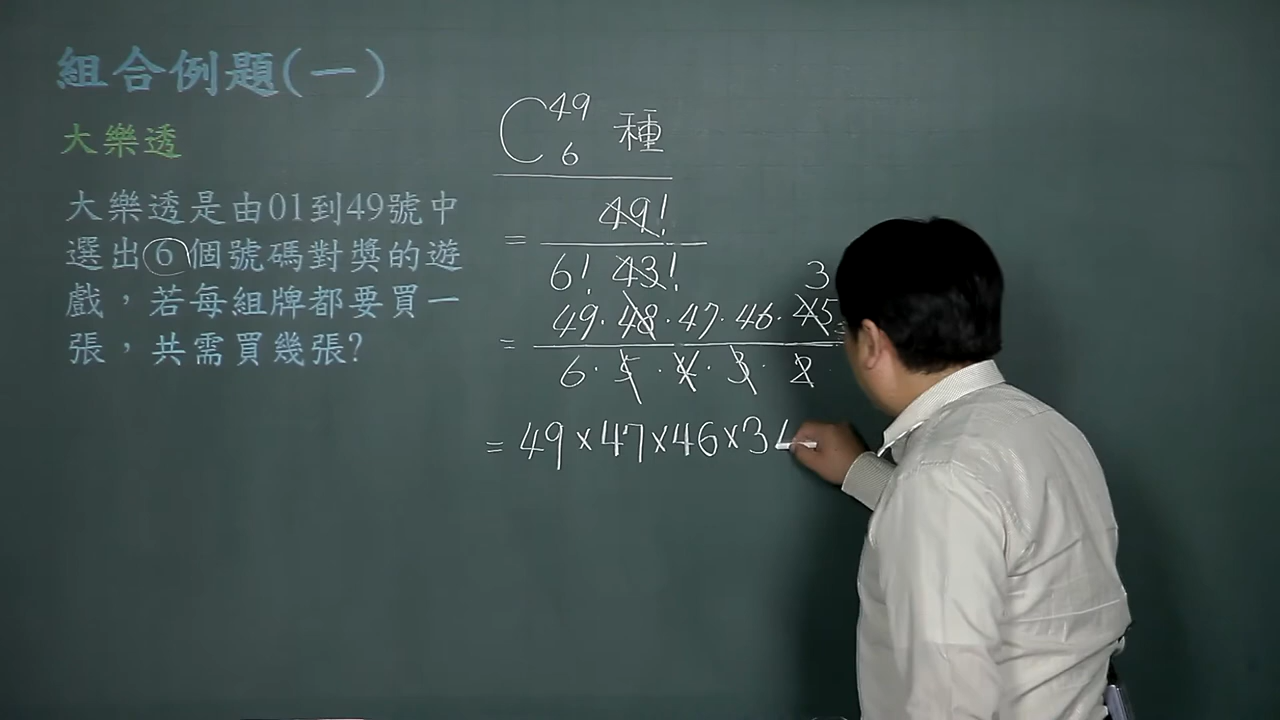 組合例題(一)
大樂透
大樂透是由01到49號中
選出6個號碼對獎的遊
戲，若每組牌都要買一
張，共需買幾張?
C 49 6 種
= 49! / 6! 43!
3
= 49·48·47·46·45 / 6·5·4·3·2
= 49×47×46×3